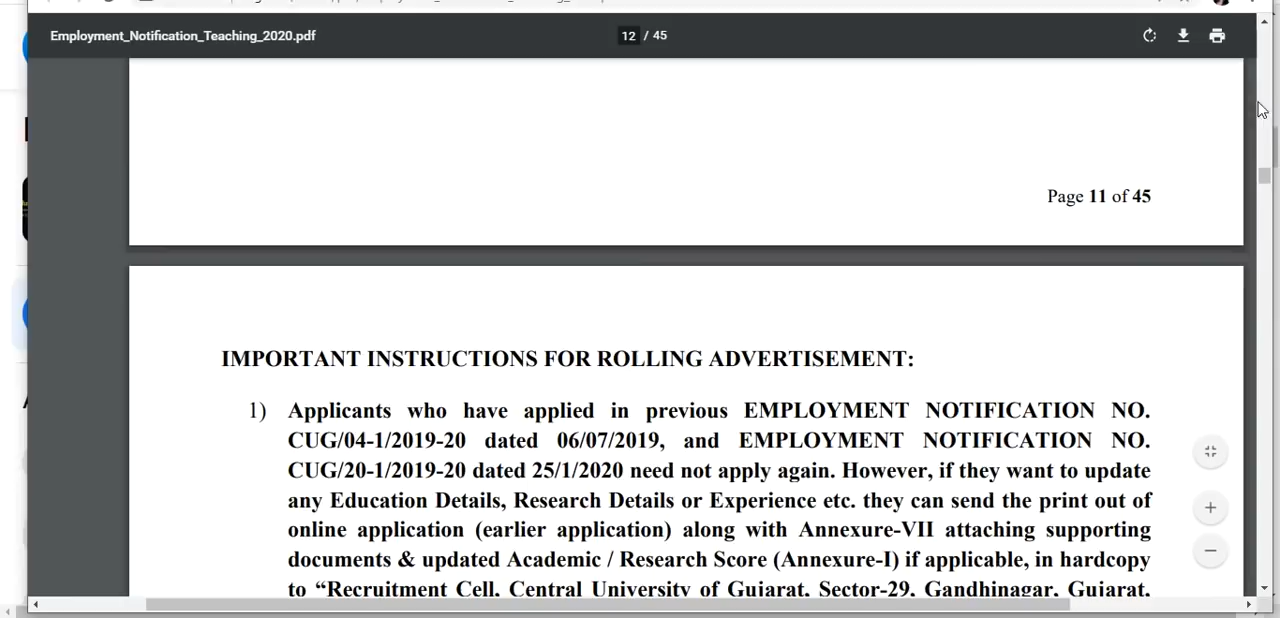 Employment_Notification_Teaching_2020.pdf
12 / 45
Page 11 of 45
IMPORTANT INSTRUCTIONS FOR ROLLING ADVERTISEMENT:
1) Applicants who have applied in previous EMPLOYMENT NOTIFICATION NO.
CUG/04-1/2019-20 dated 06/07/2019, and EMPLOYMENT NOTIFICATION NO.
CUG/20-1/2019-20 dated 25/1/2020 need not apply again. However, if they want to update
any Education Details, Research Details or Experience etc. they can send the print out of
online application (earlier application) along with Annexure-VII attaching supporting
documents & updated Academic / Research Score (Annexure-I) if applicable, in hardcopy
to “Recruitment Cell, Central University of Gujarat, Sector-29, Gandhinagar, Gujarat,